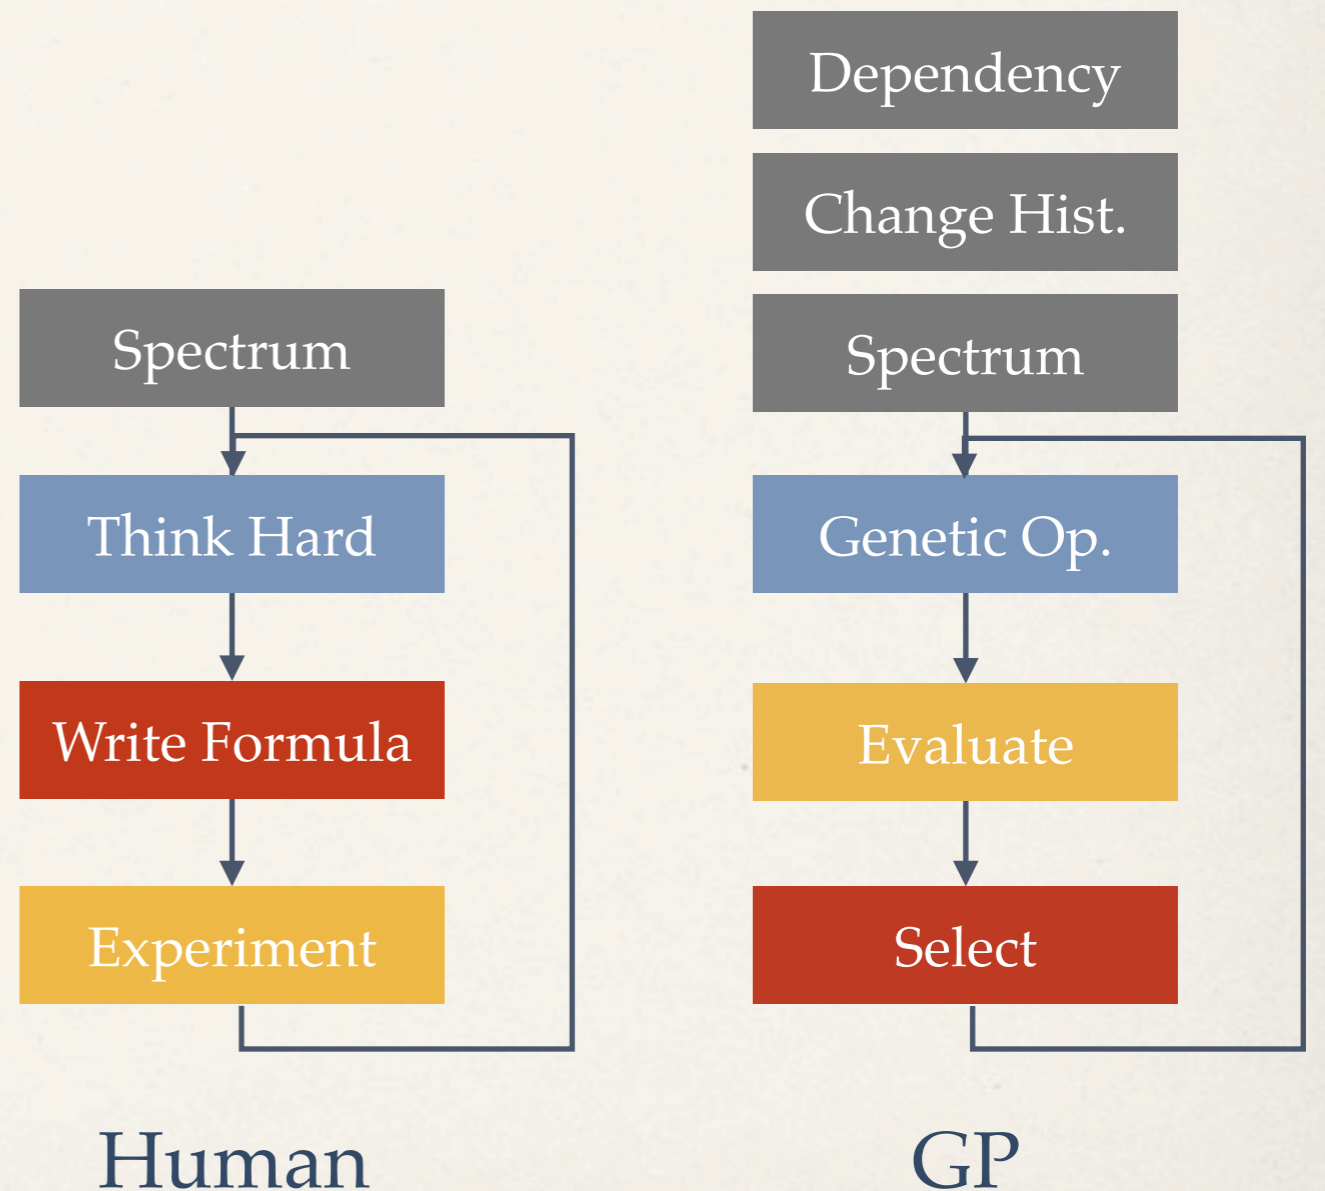 Spectrum
Think Hard
Write Formula
Experiment
Human
Dependency
Change Hist.
Spectrum
Genetic Op.
Evaluate
Select
GP